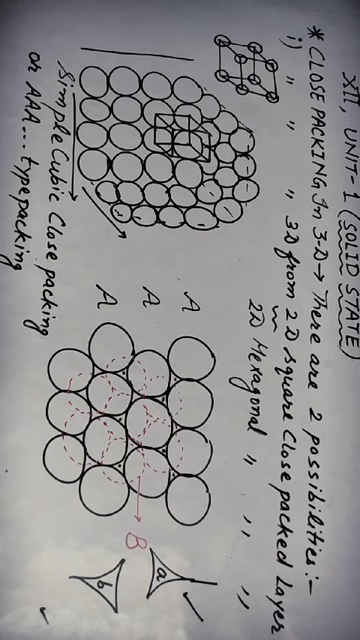 XII, UNIT-1 (SOLID STATE)
* CLOSE PACKING In 3-D → There are 2 possibilities:-
i) " " " 3D from 2D square Close packed Layer
2D Hexagonal " " "
A
A
A
B
a
b
Simple Cubic Close packing
or AAA... type packing